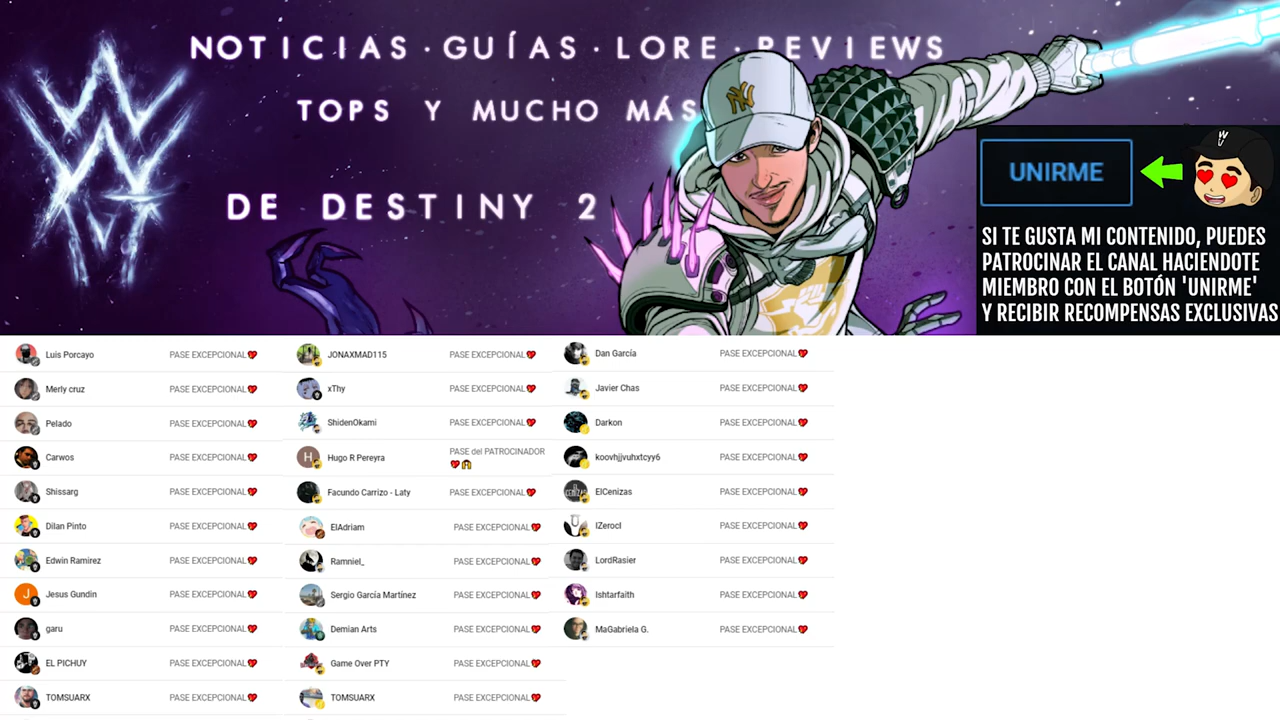 NOTICIAS · GUÍAS · LORE · REVIEWS
TOPS Y MUCHO MÁS
DE DESTINY 2
UNIRME
SI TE GUSTA MI CONTENIDO, PUEDES
PATROCINAR EL CANAL HACIENDOTE
MIEMBRO CON EL BOTÓN 'UNIRME'
Y RECIBIR RECOMPENSAS EXCLUSIVAS
Luis Porcayo PASE EXCEPCIONAL
Merly cruz PASE EXCEPCIONAL
Pelado PASE EXCEPCIONAL
Carwos PASE EXCEPCIONAL
Shissarg PASE EXCEPCIONAL
Dilan Pinto PASE EXCEPCIONAL
Edwin Ramirez PASE EXCEPCIONAL
J Jesus Gundin PASE EXCEPCIONAL
garu PASE EXCEPCIONAL
EL PICHUY PASE EXCEPCIONAL
TOMSUARX PASE EXCEPCIONAL
JONAXMAD115 PASE EXCEPCIONAL
xThy PASE EXCEPCIONAL
ShidenOkami PASE EXCEPCIONAL
H Hugo R Pereyra PASE del PATROCINADOR
Facundo Carrizo - Laty PASE EXCEPCIONAL
ElAdriam PASE EXCEPCIONAL
Ramniel_ PASE EXCEPCIONAL
Sergio García Martínez PASE EXCEPCIONAL
Demian Arts PASE EXCEPCIONAL
Game Over PTY PASE EXCEPCIONAL
TOMSUARX PASE EXCEPCIONAL
Dan García PASE EXCEPCIONAL
Javier Chas PASE EXCEPCIONAL
Darkon PASE EXCEPCIONAL
koovhjjvuhxtcyy6 PASE EXCEPCIONAL
ElCenizas PASE EXCEPCIONAL
IZerocI PASE EXCEPCIONAL
LordRasier PASE EXCEPCIONAL
Ishtarfaith PASE EXCEPCIONAL
MaGabriela G. PASE EXCEPCIONAL